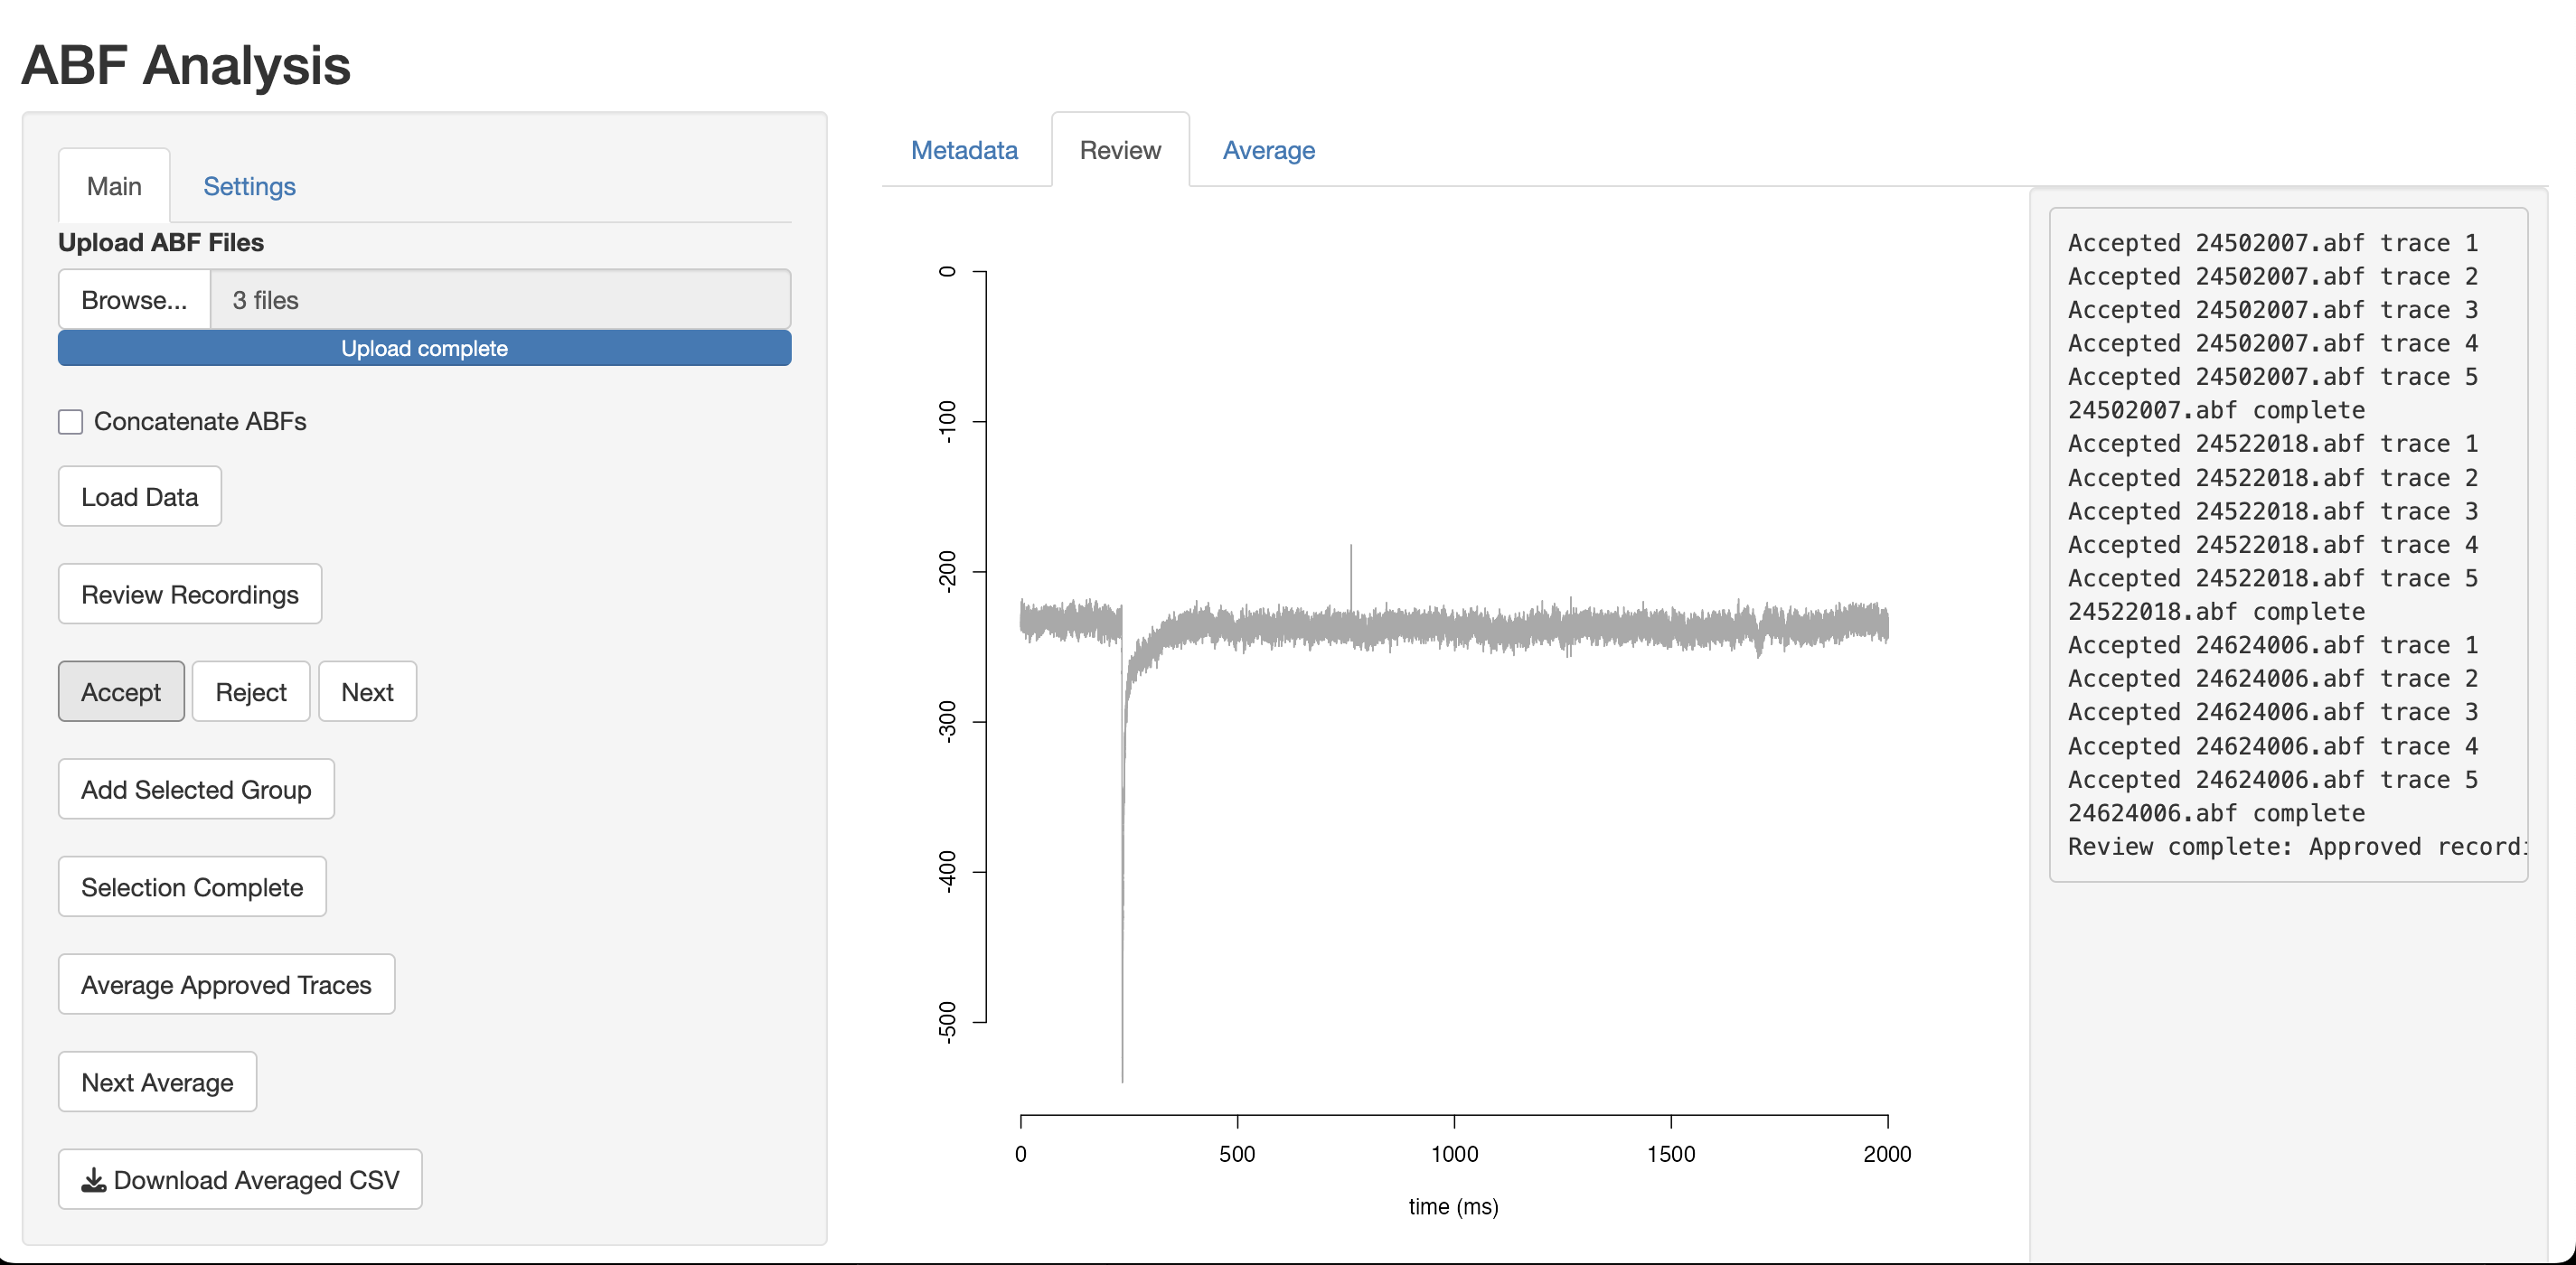 ABF Analysis
Main
Settings
Upload ABF Files
Browse...
3 files
Upload complete
Concatenate ABFs
Load Data
Review Recordings
Accept
Reject
Next
Add Selected Group
Selection Complete
Average Approved Traces
Next Average
Download Averaged CSV
Metadata
Review
Average
0
-100
-200
-300
-400
-500
0
500
1000
1500
2000
time (ms)
Accepted 24502007.abf trace 1
Accepted 24502007.abf trace 2
Accepted 24502007.abf trace 3
Accepted 24502007.abf trace 4
Accepted 24502007.abf trace 5
24502007.abf complete
Accepted 24522018.abf trace 1
Accepted 24522018.abf trace 2
Accepted 24522018.abf trace 3
Accepted 24522018.abf trace 4
Accepted 24522018.abf trace 5
24522018.abf complete
Accepted 24624006.abf trace 1
Accepted 24624006.abf trace 2
Accepted 24624006.abf trace 3
Accepted 24624006.abf trace 4
Accepted 24624006.abf trace 5
24624006.abf complete
Review complete: Approved record